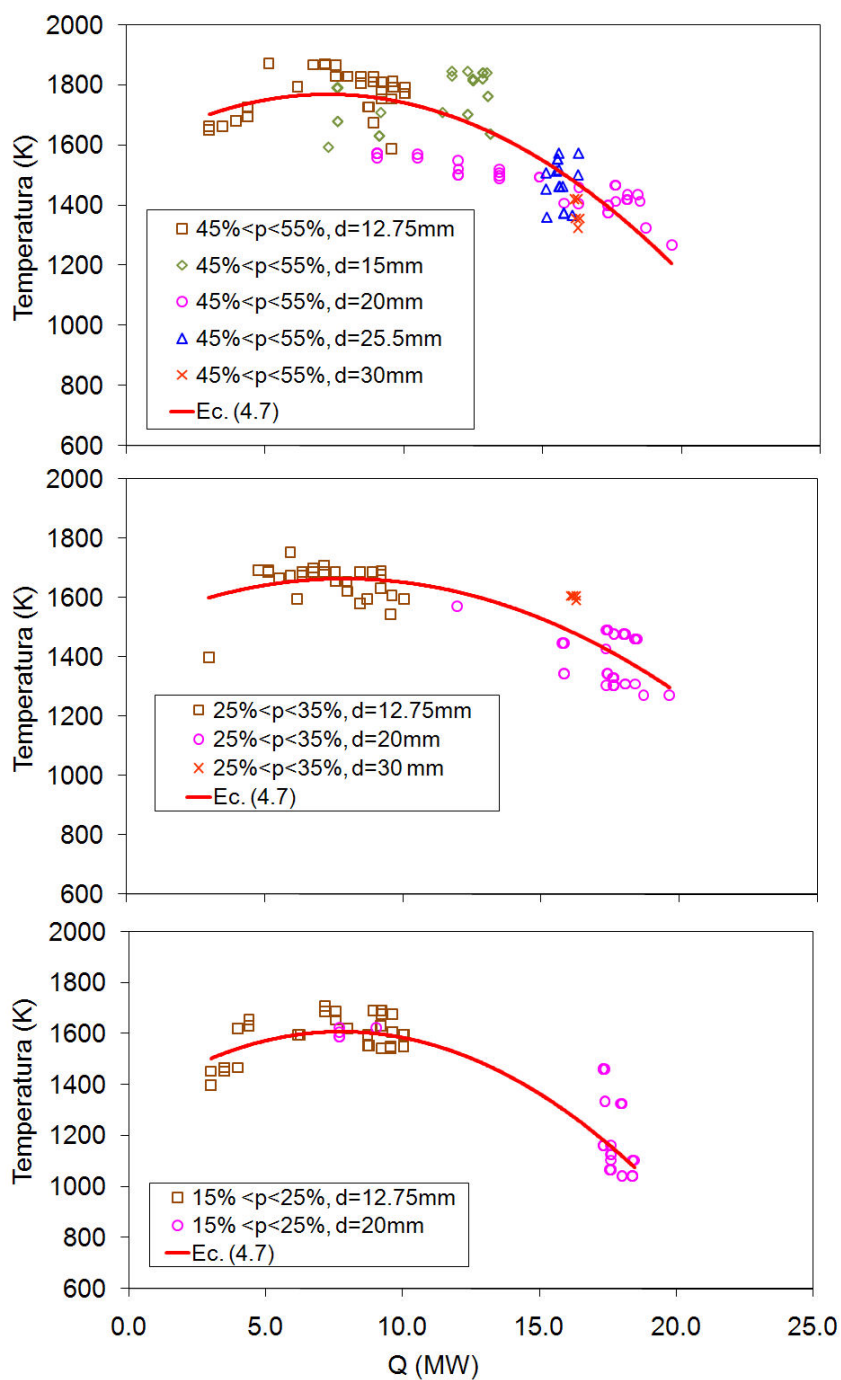 2000
1800
1600
1400
1200
1000
800
600
Temperatura (K)
45%<p<55%, d=12.75mm
45%<p<55%, d=15mm
45%<p<55%, d=20mm
45%<p<55%, d=25.5mm
45%<p<55%, d=30mm
Ec. (4.7)
2000
1800
1600
1400
1200
1000
800
600
Temperatura (K)
25%<p<35%, d=12.75mm
25%<p<35%, d=20mm
25%<p<35%, d=30 mm
Ec. (4.7)
2000
1800
1600
1400
1200
1000
800
600
Temperatura (K)
15% <p<25%, d=12.75mm
15% <p<25%, d=20mm
Ec. (4.7)
0.0 5.0 10.0 15.0 20.0 25.0
Q (MW)